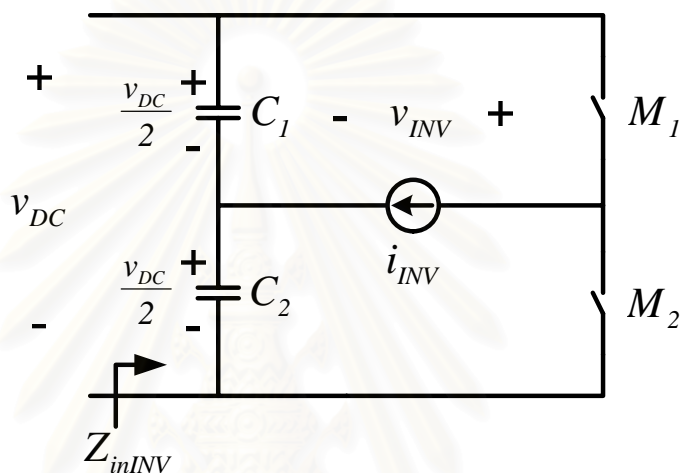 + + v_DC/2 - C_1 - v_INV + M_1
v_DC
i_INV
+ v_DC/2 - C_2 M_2
-
Z_inINV